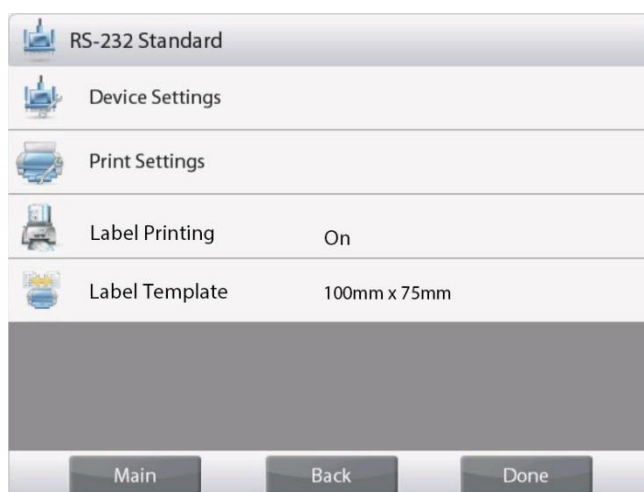 RS-232 Standard
Device Settings
Print Settings
Label Printing On
Label Template 100mm x 75mm
Main Back Done